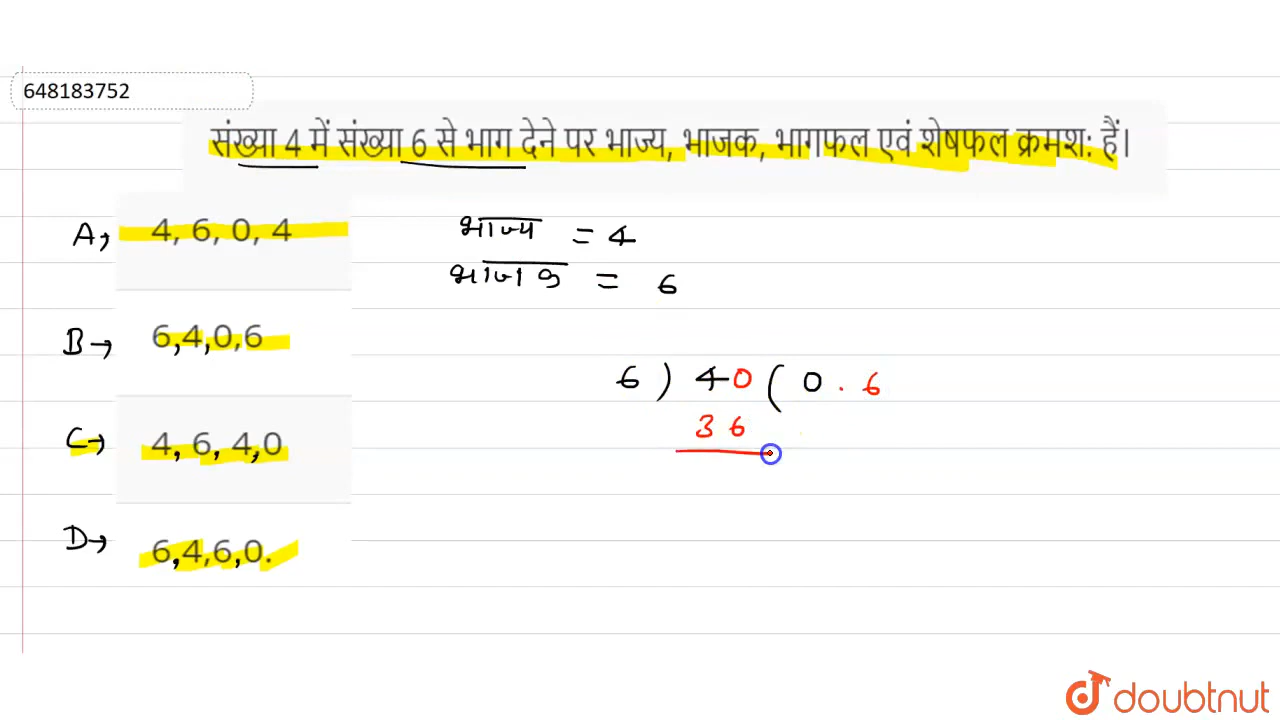 648183752
संख्या 4 में संख्या 6 से भाग देने पर भाज्य, भाजक, भागफल एवं शेषफल क्रमश: हैं।
A, 4, 6, 0, 4
भाज्य = 4
भाजक = 6
B→ 6,4,0,6
6 ) 40 ( 0.6
36
C→ 4, 6, 4,0
D→ 6,4,6,0.
doubtnut